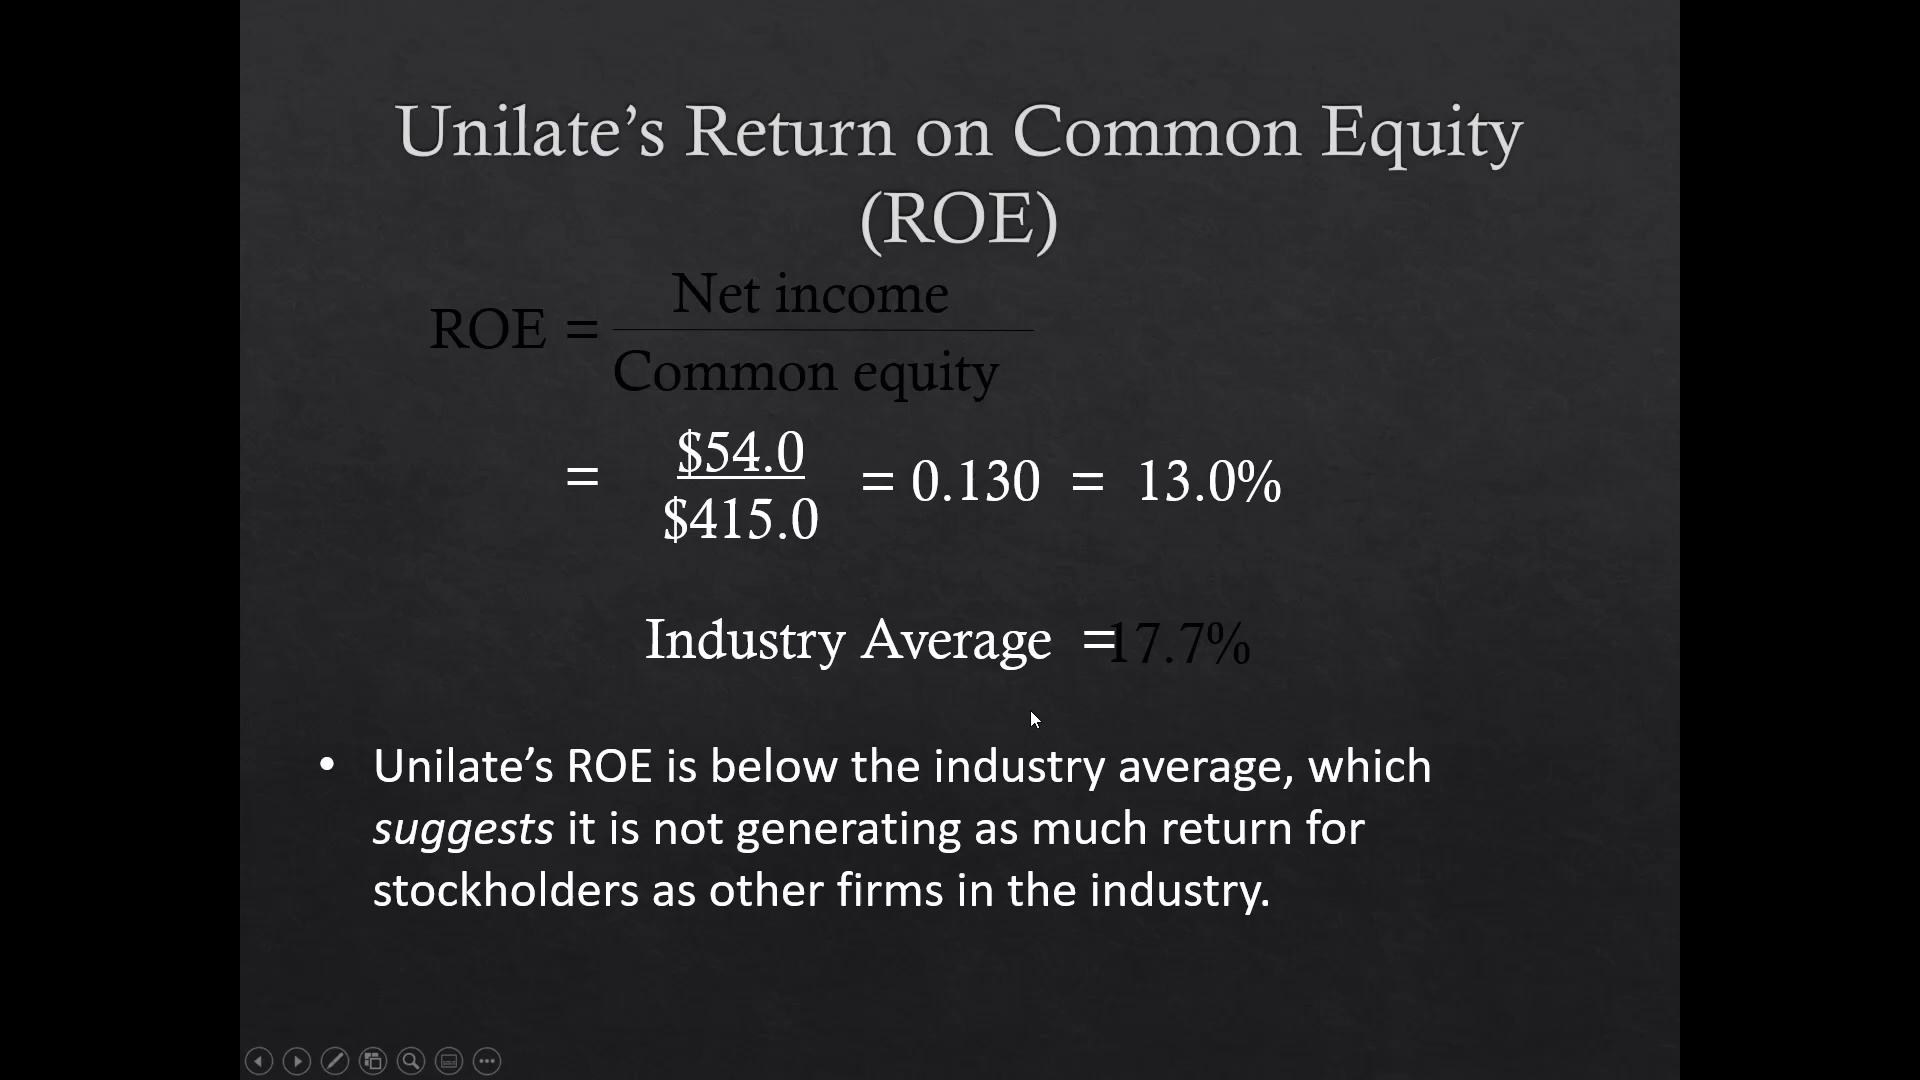 Unilate’s Return on Common Equity
(ROE)
Net income
ROE =
Common equity
$54.0
= = 0.130 = 13.0%
$415.0
Industry Average =17.7%
• Unilate’s ROE is below the industry average, which
suggests it is not generating as much return for
stockholders as other firms in the industry.